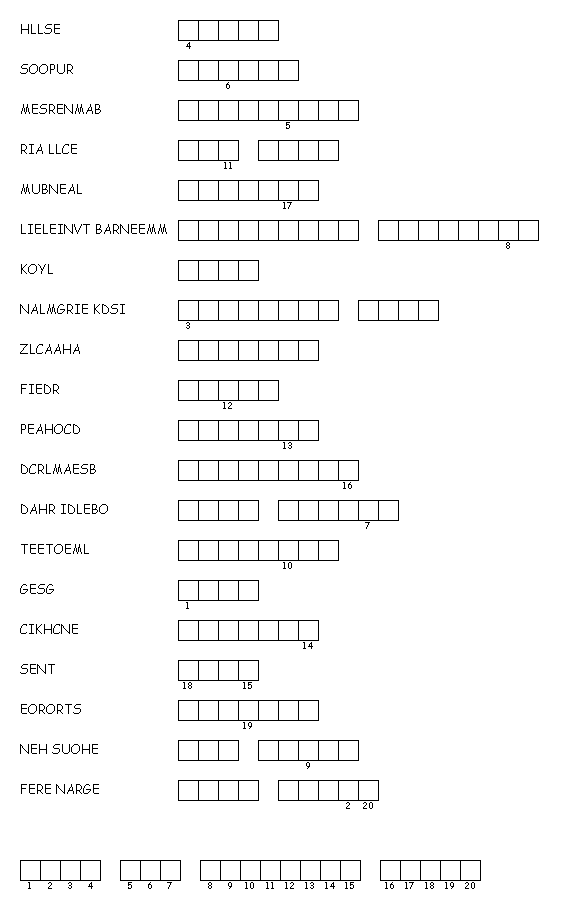 HLLSE
4
SOOPUR
6
MESRENMAB
5
RIA LLCE
11
MUBNEAL
17
LIELEINVT BARNEEMM
8
KOYL
NALMGRIE KDSI
3
ZLCAAHA
FIEDR
12
PEAHOCD
13
DCRLMAESB
16
DAHR IDLEBO
7
TEETOEML
10
GESG
1
CIKHCNE
14
SENT
18 15
EORORTS
19
NEH SUOHE
9
FERE NARGE
2 20
1 2 3 4 5 6 7 8 9 10 11 12 13 14 15 16 17 18 19 20